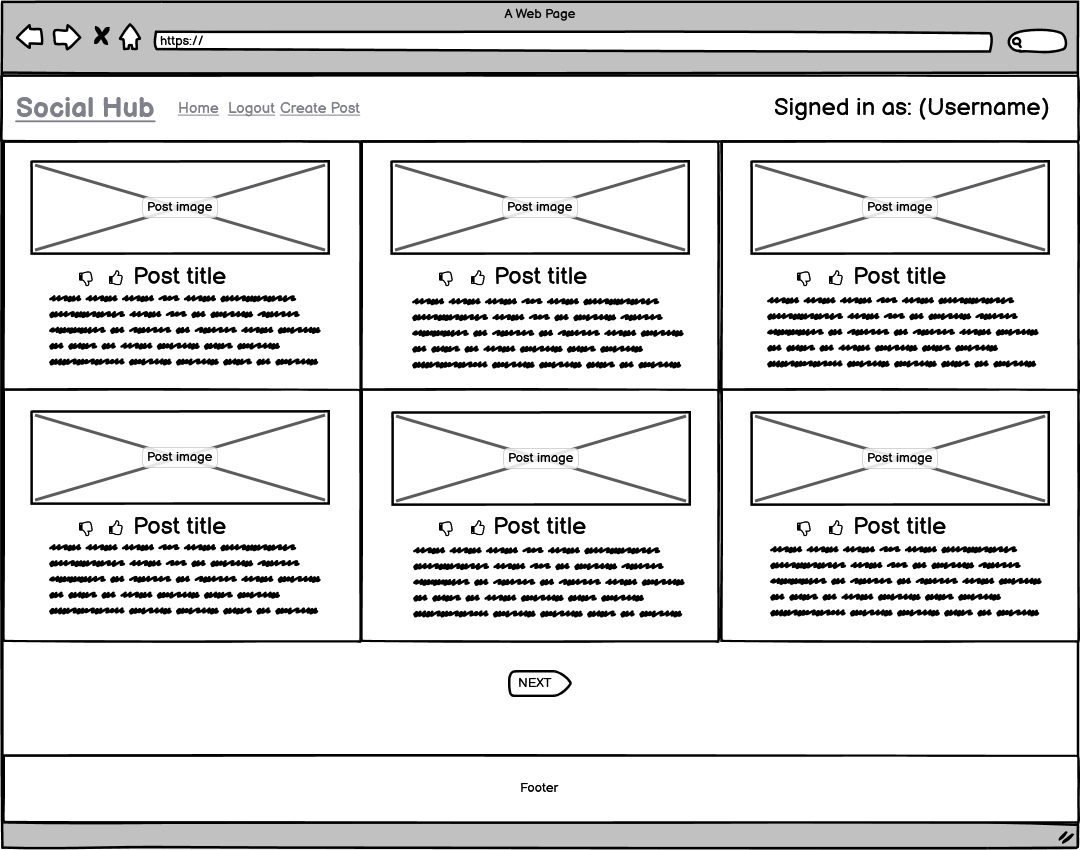 A Web Page
https://
Social Hub Home Logout Create Post Signed in as: (Username)
Post image Post image Post image
Post title Post title Post title
Post image Post image Post image
Post title Post title Post title
NEXT
Footer